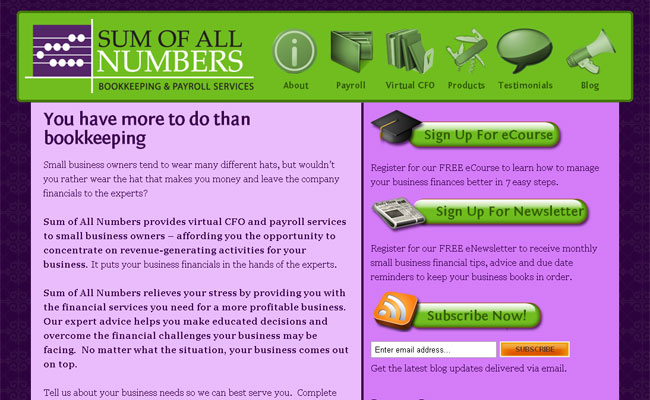 SUM OF ALL
NUMBERS
BOOKKEEPING & PAYROLL SERVICES
About
Payroll
Virtual CFO
Products
Testimonials
Blog
You have more to do than
bookkeeping
Small business owners tend to wear many different hats, but wouldn't
you rather wear the hat that makes you money and leave the company
financials to the experts?
Sum of All Numbers provides virtual CFO and payroll services
to small business owners – affording you the opportunity to
concentrate on revenue-generating activities for your
business. It puts your business financials in the hands of the experts.
Sum of All Numbers relieves your stress by providing you with
the financial services you need for a more profitable business.
Our expert advice helps you make educated decisions and
overcome the financial challenges your business may be
facing. No matter what the situation, your business comes out
on top.
Tell us about your business needs so we can best serve you. Complete
Sign Up For eCourse
Register for our FREE eCourse to learn how to manage
your business finances better in 7 easy steps.
Sign Up For Newsletter
Register for our FREE eNewsletter to receive monthly
small business financial tips, advice and due date
reminders to keep your business books in order.
Subscribe Now!
Enter email address...
SUBSCRIBE
Get the latest blog updates delivered via email.